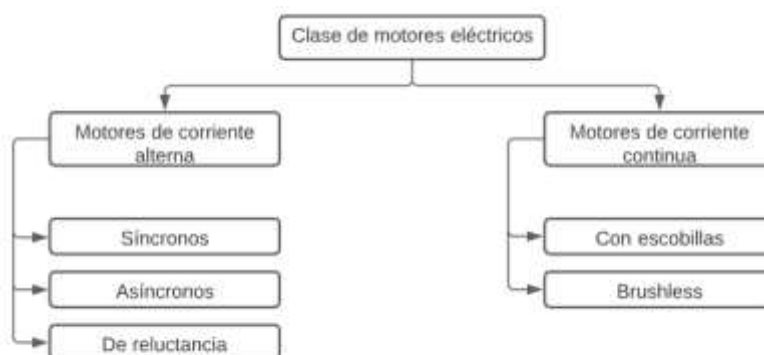 Clase de motores eléctricos
Motores de corriente
alterna
Síncronos
Asíncronos
De reluctancia
Motores de corriente
continua
Con escobillas
Brushless